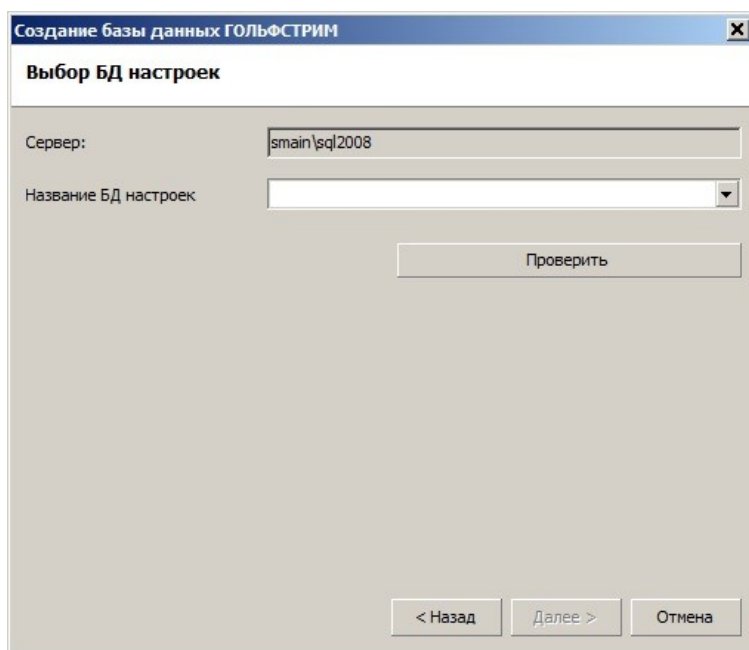 Создание базы данных ГОЛЬФСТРИМ
Выбор БД настроек
Сервер: smain\sql2008
Название БД настроек
Проверить
< Назад Далее > Отмена